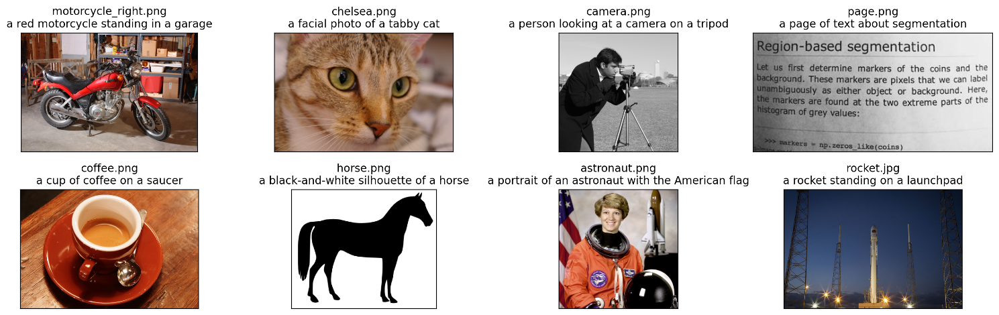 motorcycle_right.png
a red motorcycle standing in a garage
chelsea.png
a facial photo of a tabby cat
camera.png
a person looking at a camera on a tripod
page.png
a page of text about segmentation
Region-based segmentation
Let us first determine markers of the coins and the
background. These markers are pixels that we can label
unambiguously as either object or background. Here,
the markers are found at the two extreme parts of the
histogram of grey values:
>>> markers = np.zeros_like(coins)
coffee.png
a cup of coffee on a saucer
horse.png
a black-and-white silhouette of a horse
astronaut.png
a portrait of an astronaut with the American flag
rocket.jpg
a rocket standing on a launchpad